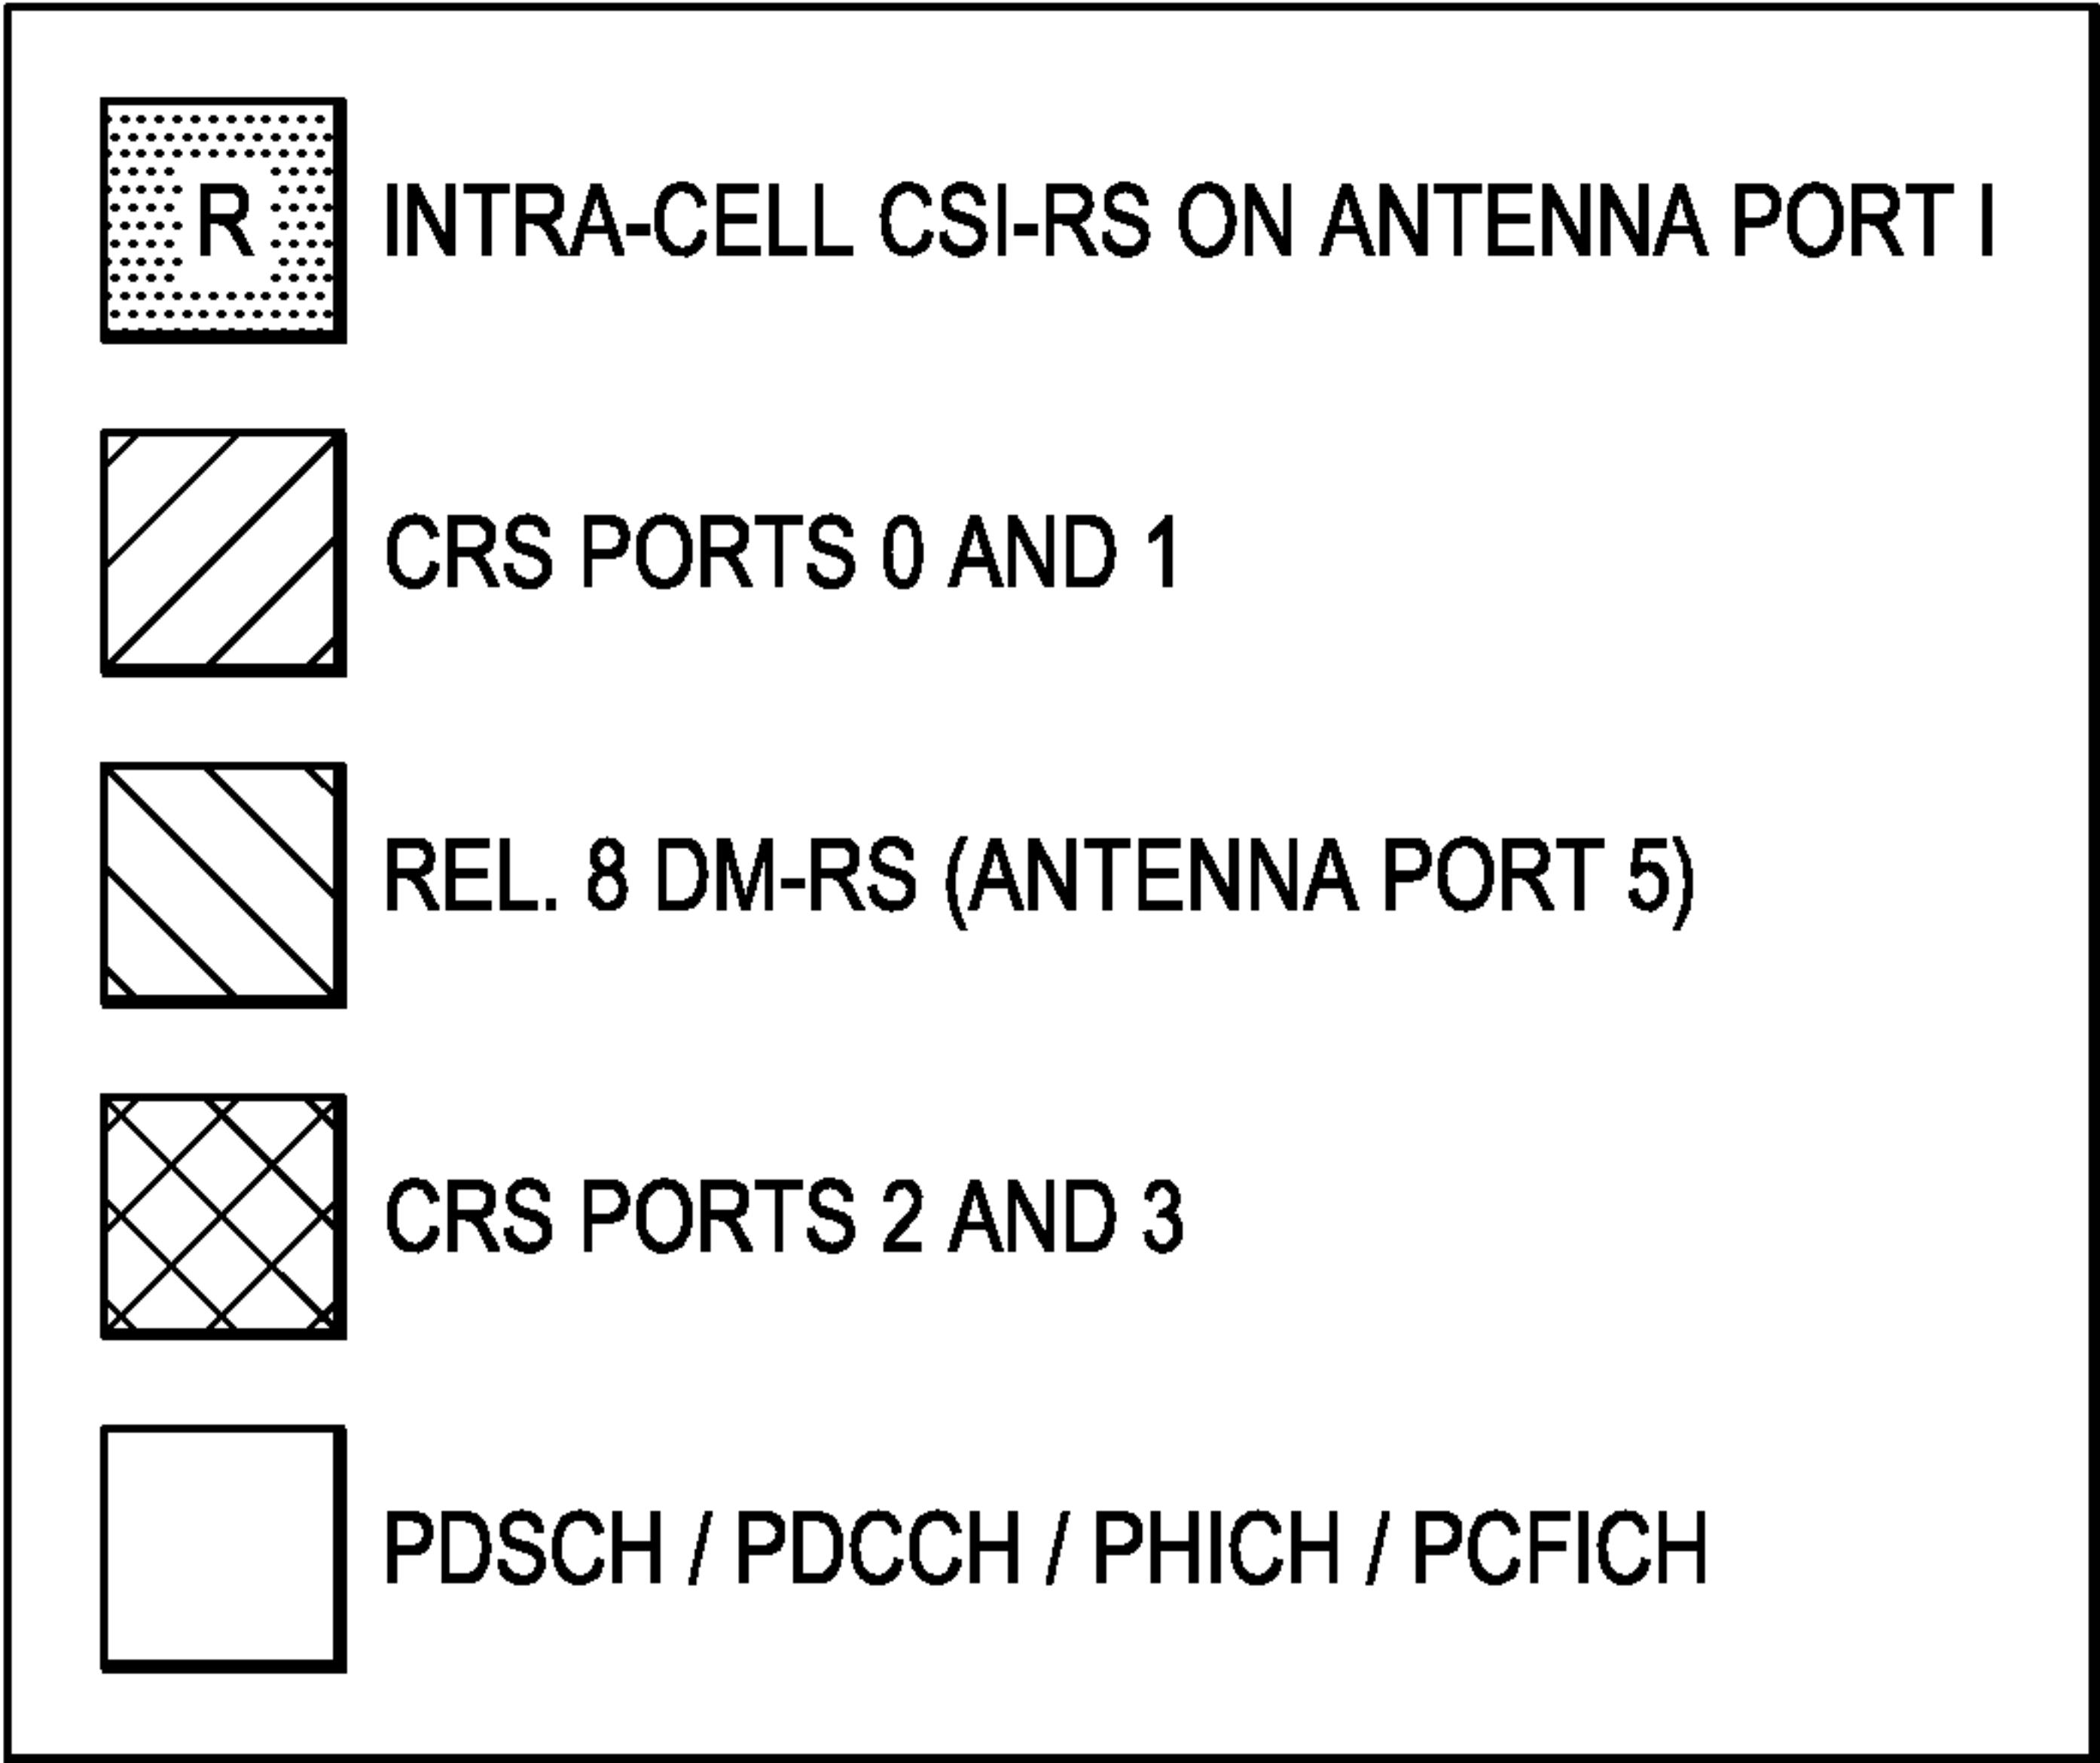 R INTRA-CELL CSI-RS ON ANTENNA PORT I
CRS PORTS 0 AND 1
REL. 8 DM-RS (ANTENNA PORT 5)
CRS PORTS 2 AND 3
PDSCH / PDCCH / PHICH / PCFICH